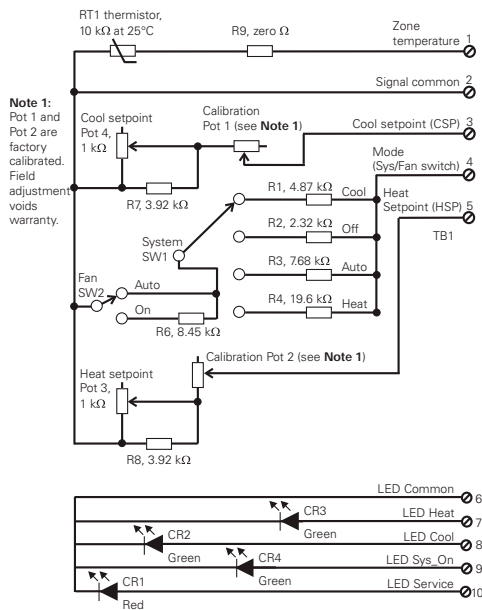 RT1 thermistor,
10 kΩ at 25°C
R9, zero Ω
Zone
temperature 1
Signal common 2
Note 1:
Pot 1 and
Pot 2 are
factory
calibrated.
Field
adjustment
voids
warranty.
Cool setpoint
Pot 4,
1 kΩ
Calibration
Pot 1 (see Note 1)
Cool setpoint (CSP) 3
Mode
(Sys/Fan switch) 4
R7, 3.92 kΩ
R1, 4.87 kΩ Cool
Heat
Setpoint (HSP) 5
TB1
R2, 2.32 kΩ Off
System
SW1
R3, 7.68 kΩ Auto
Fan
SW2
Auto
On
R4, 19.6 kΩ Heat
R6, 8.45 kΩ
Calibration Pot 2 (see Note 1)
Heat setpoint
Pot 3,
1 kΩ
R8, 3.92 kΩ
LED Common 6
CR3
Green
LED Heat 7
CR2
Green
LED Cool 8
CR4
Green
LED Sys_On 9
CR1
Red
LED Service 10